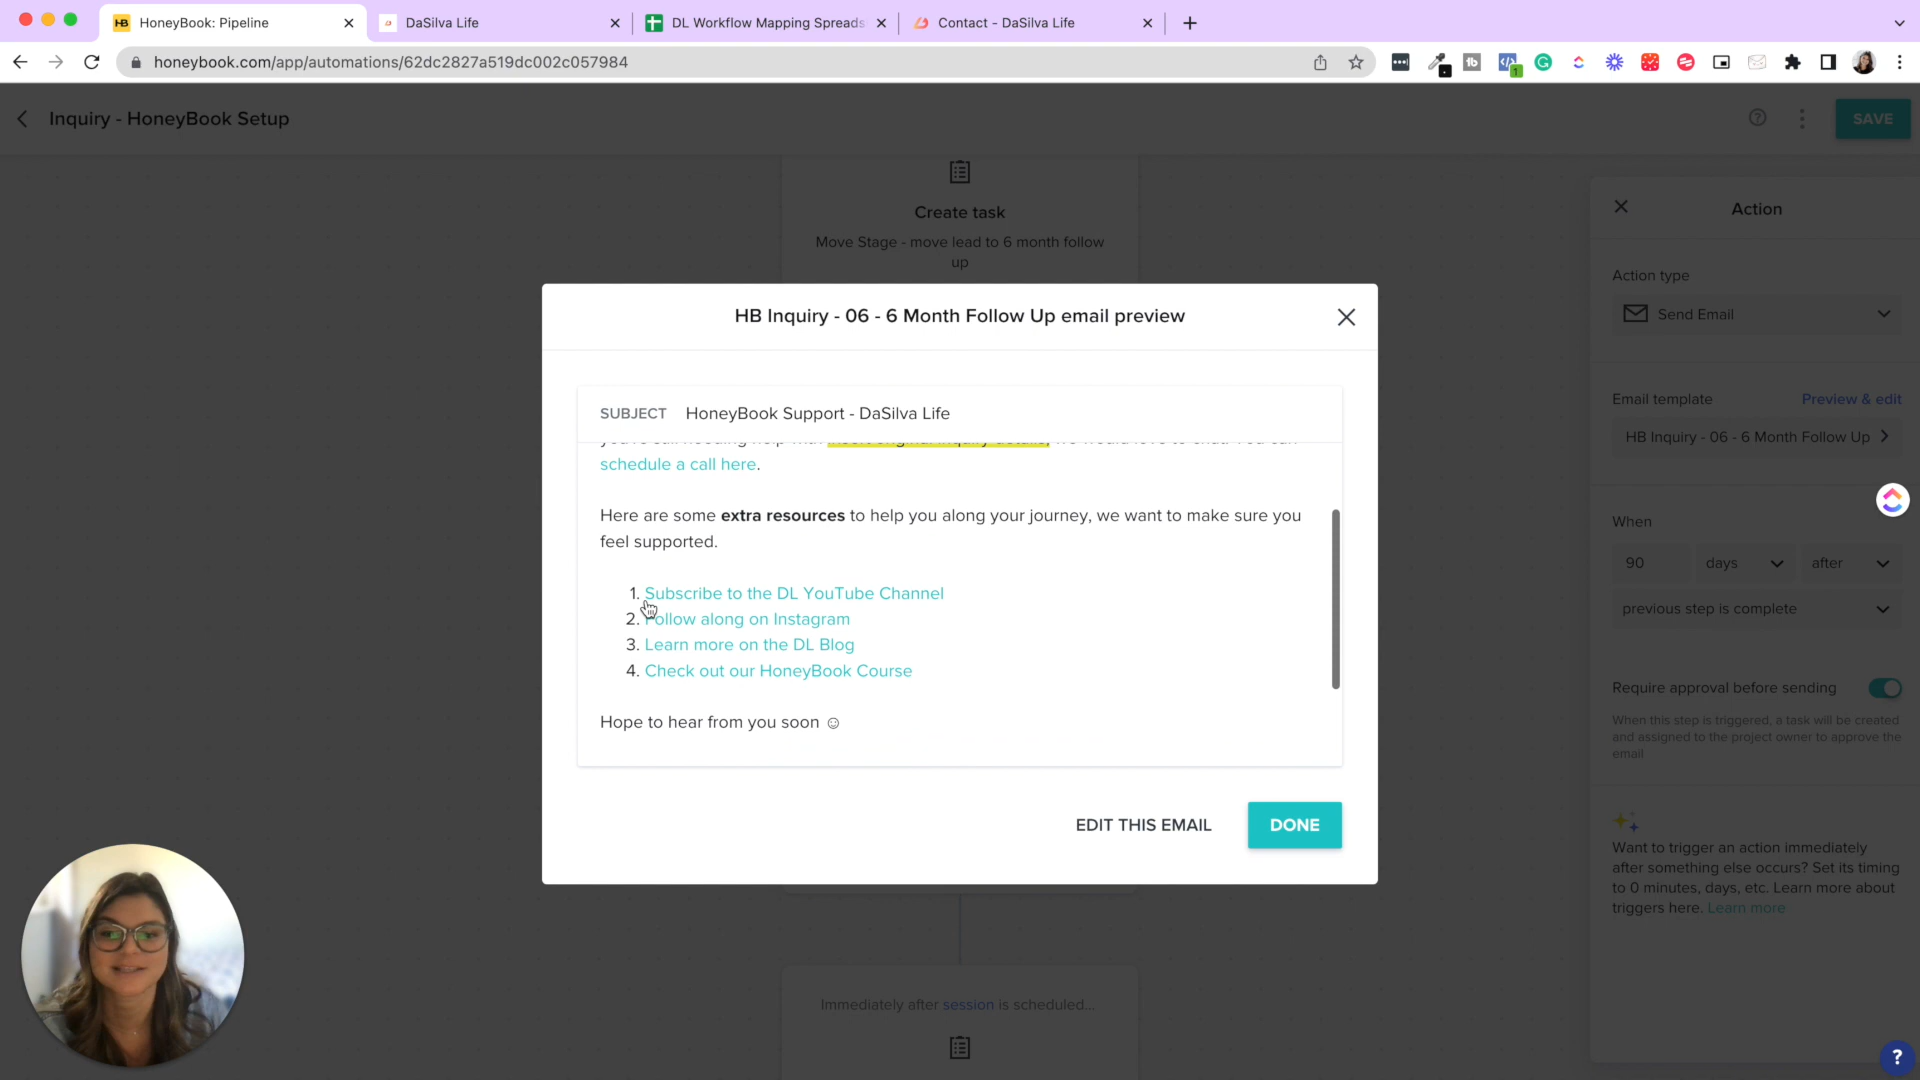 HoneyBook: Pipeline
DaSilva Life
DL Workflow Mapping Spreads
Contact - DaSilva Life
honeybook.com/app/automations/62dc2827a519dc002c057984
Inquiry - HoneyBook Setup
SAVE
Create task
Move Stage - move lead to 6 month follow
up
HB Inquiry - 06 - 6 Month Follow Up email preview
SUBJECT HoneyBook Support - DaSilva Life
schedule a call here.
Here are some extra resources to help you along your journey, we want to make sure you
feel supported.
1. Subscribe to the DL YouTube Channel
2. Follow along on Instagram
3. Learn more on the DL Blog
4. Check out our HoneyBook Course
Hope to hear from you soon ☺
EDIT THIS EMAIL
DONE
Immediately after session is scheduled...
Action
Action type
Send Email
Email template
Preview & edit
HB Inquiry - 06 - 6 Month Follow Up
When
90 days after
previous step is complete
Require approval before sending
When this step is triggered, a task will be created
and assigned to the project owner to approve the
email
Want to trigger an action immediately
after something else occurs? Set its timing
to 0 minutes, days, etc. Learn more about
triggers here. Learn more